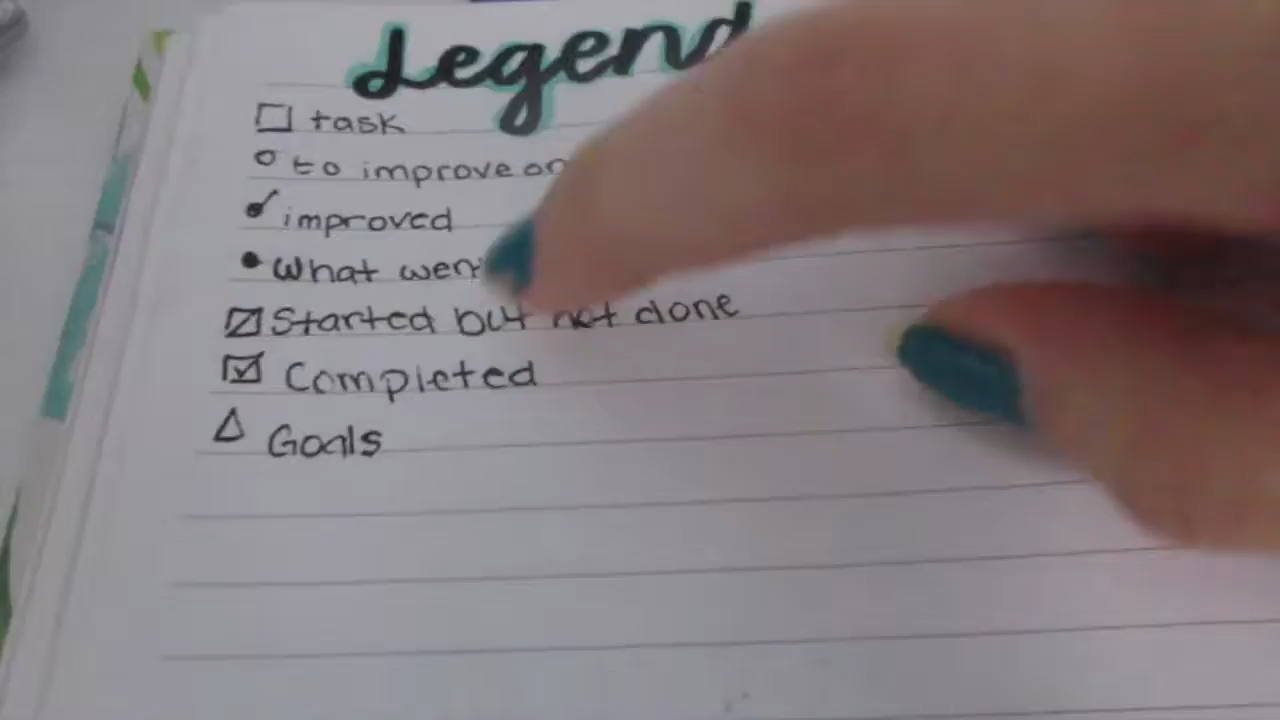 Legend
task
to improve on
improved
What went
Started but not done
Completed
Goals